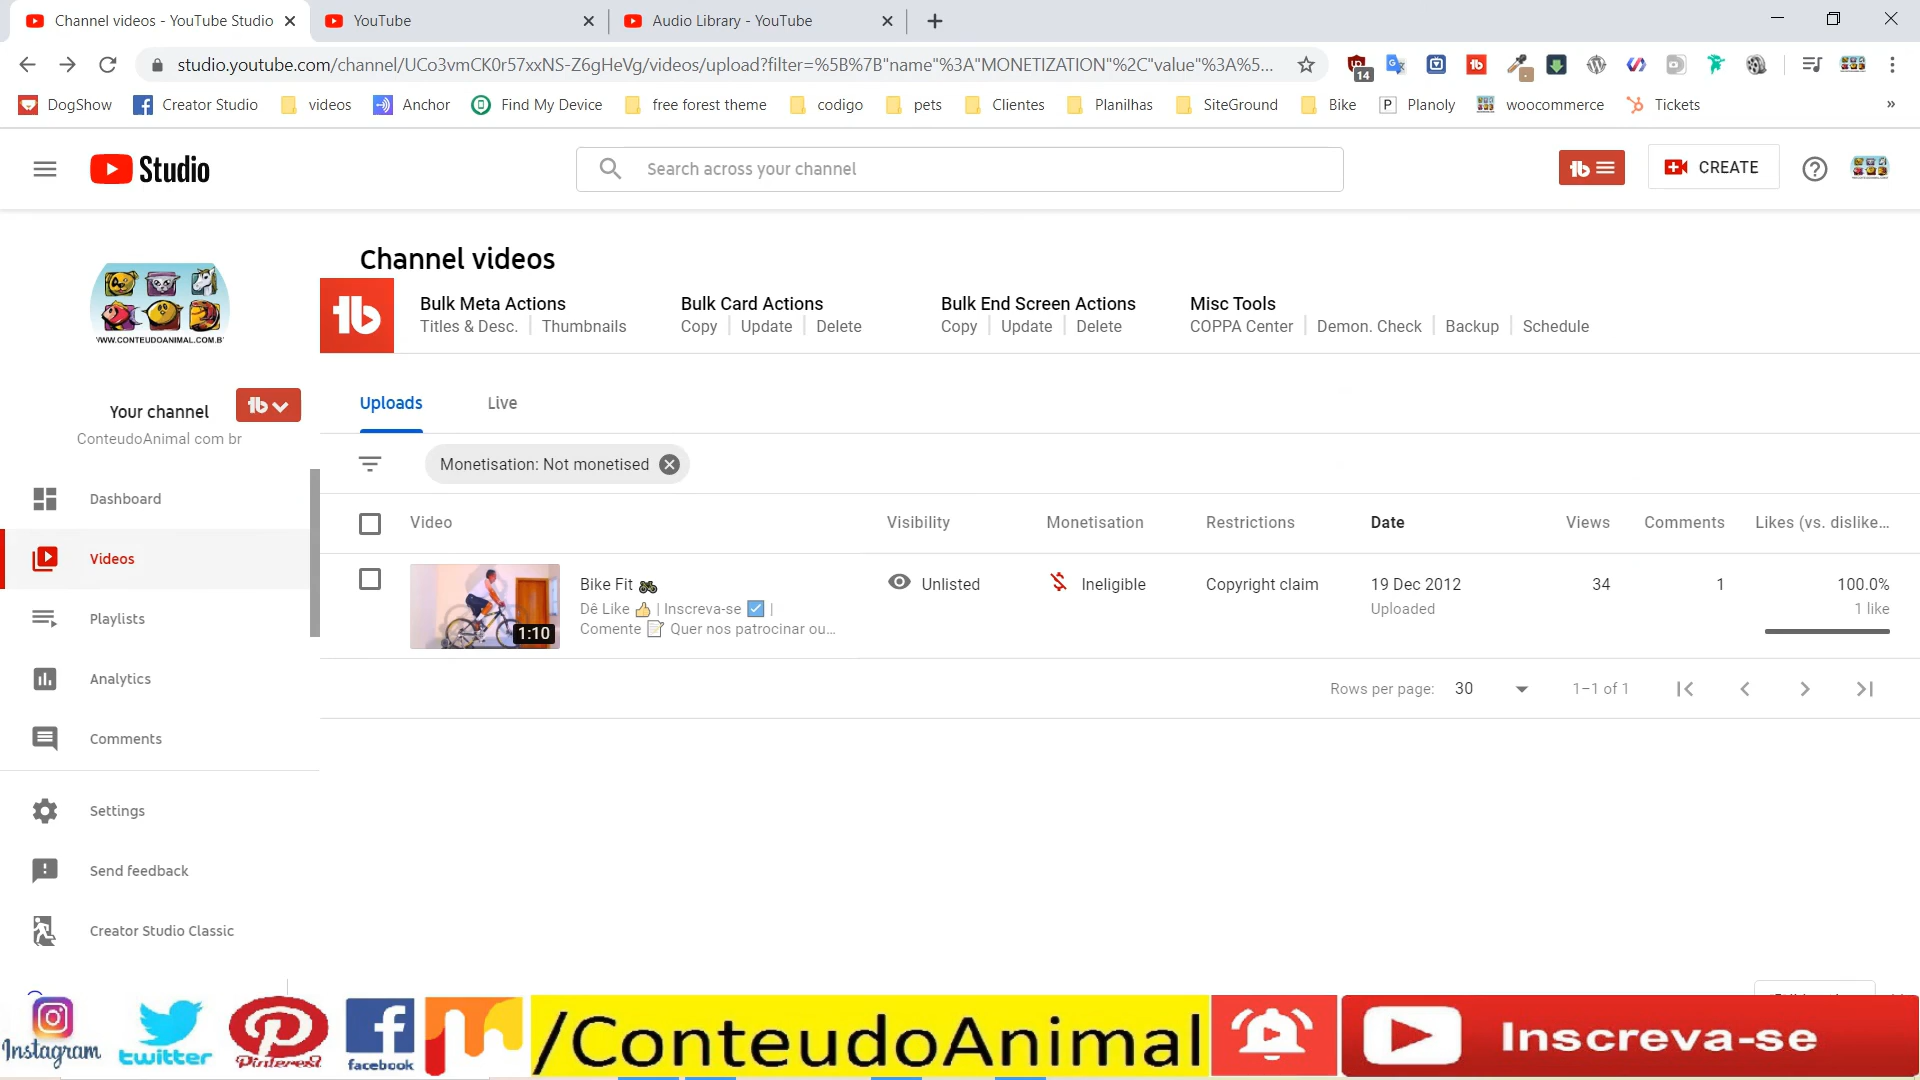 Channel videos - YouTube Studio
YouTube
Audio Library - YouTube
studio.youtube.com/channel/UCo3vmCK0r57xxNS-Z6gHeVg/videos/upload?filter=%5B%7B"name"%3A"MONETIZATION"%2C"value"%3A%5...
14
DogShow
Creator Studio
videos
Anchor
Find My Device
free forest theme
codigo
pets
Clientes
Planilhas
SiteGround
Bike
Planoly
woocommerce
Tickets
»
Studio
Search across your channel
CREATE
WWW.CONTEUDOANIMAL.COM.B
Your channel
ConteudoAnimal com br
Dashboard
Videos
Playlists
Analytics
Comments
Settings
Send feedback
Creator Studio Classic
Channel videos
Bulk Meta Actions
Titles & Desc. | Thumbnails
Bulk Card Actions
Copy | Update | Delete
Bulk End Screen Actions
Copy | Update | Delete
Misc Tools
COPPA Center | Demon. Check | Backup | Schedule
Uploads
Live
Monetisation: Not monetised
Video Visibility Monetisation Restrictions Date Views Comments Likes (vs. dislike...
1:10
Bike Fit 🚲
Dê Like 👍 | Inscreva-se ☑️ |
Comente 📝 Quer nos patrocinar ou...
Unlisted
Ineligible
Copyright claim
19 Dec 2012
Uploaded
34
1
100.0%
1 like
Rows per page: 30
1–1 of 1
Instagram
twitter
Pinterest
facebook
/ConteudoAnimal
Inscreva-se